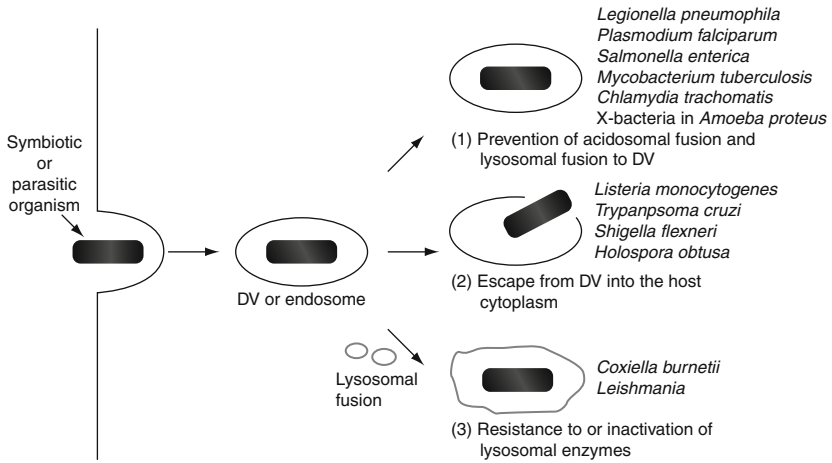 Symbiotic
or
parasitic
organism
DV or endosome
Legionella pneumophila
Plasmodium falciparum
Salmonella enterica
Mycobacterium tuberculosis
Chlamydia trachomatis
X-bacteria in Amoeba proteus
(1) Prevention of acidosomal fusion and
lysosomal fusion to DV
Listeria monocytogenes
Trypanpsoma cruzi
Shigella flexneri
Holospora obtusa
(2) Escape from DV into the host
cytoplasm
Lysosomal
fusion
Coxiella burnetii
Leishmania
(3) Resistance to or inactivation of
lysosomal enzymes